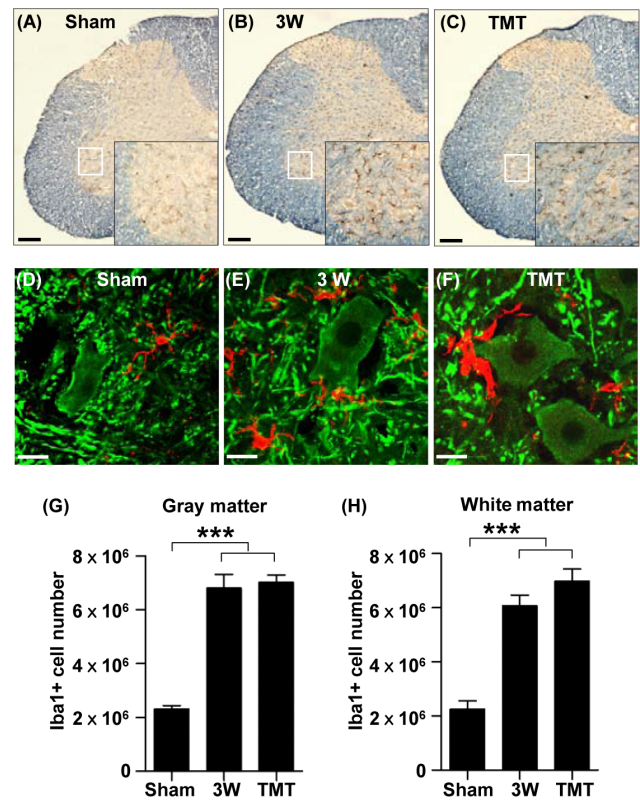 (A) Sham
(B) 3W
(C) TMT
(D) Sham
(E) 3 W
(F) TMT
(G) Gray matter
***
Iba1+ cell number
8 x 10⁶
6 x 10⁶
4 x 10⁶
2 x 10⁶
0
Sham 3W TMT
(H) White matter
***
Iba1+ cell number
8 x 10⁶
6 x 10⁶
4 x 10⁶
2 x 10⁶
0
Sham 3W TMT